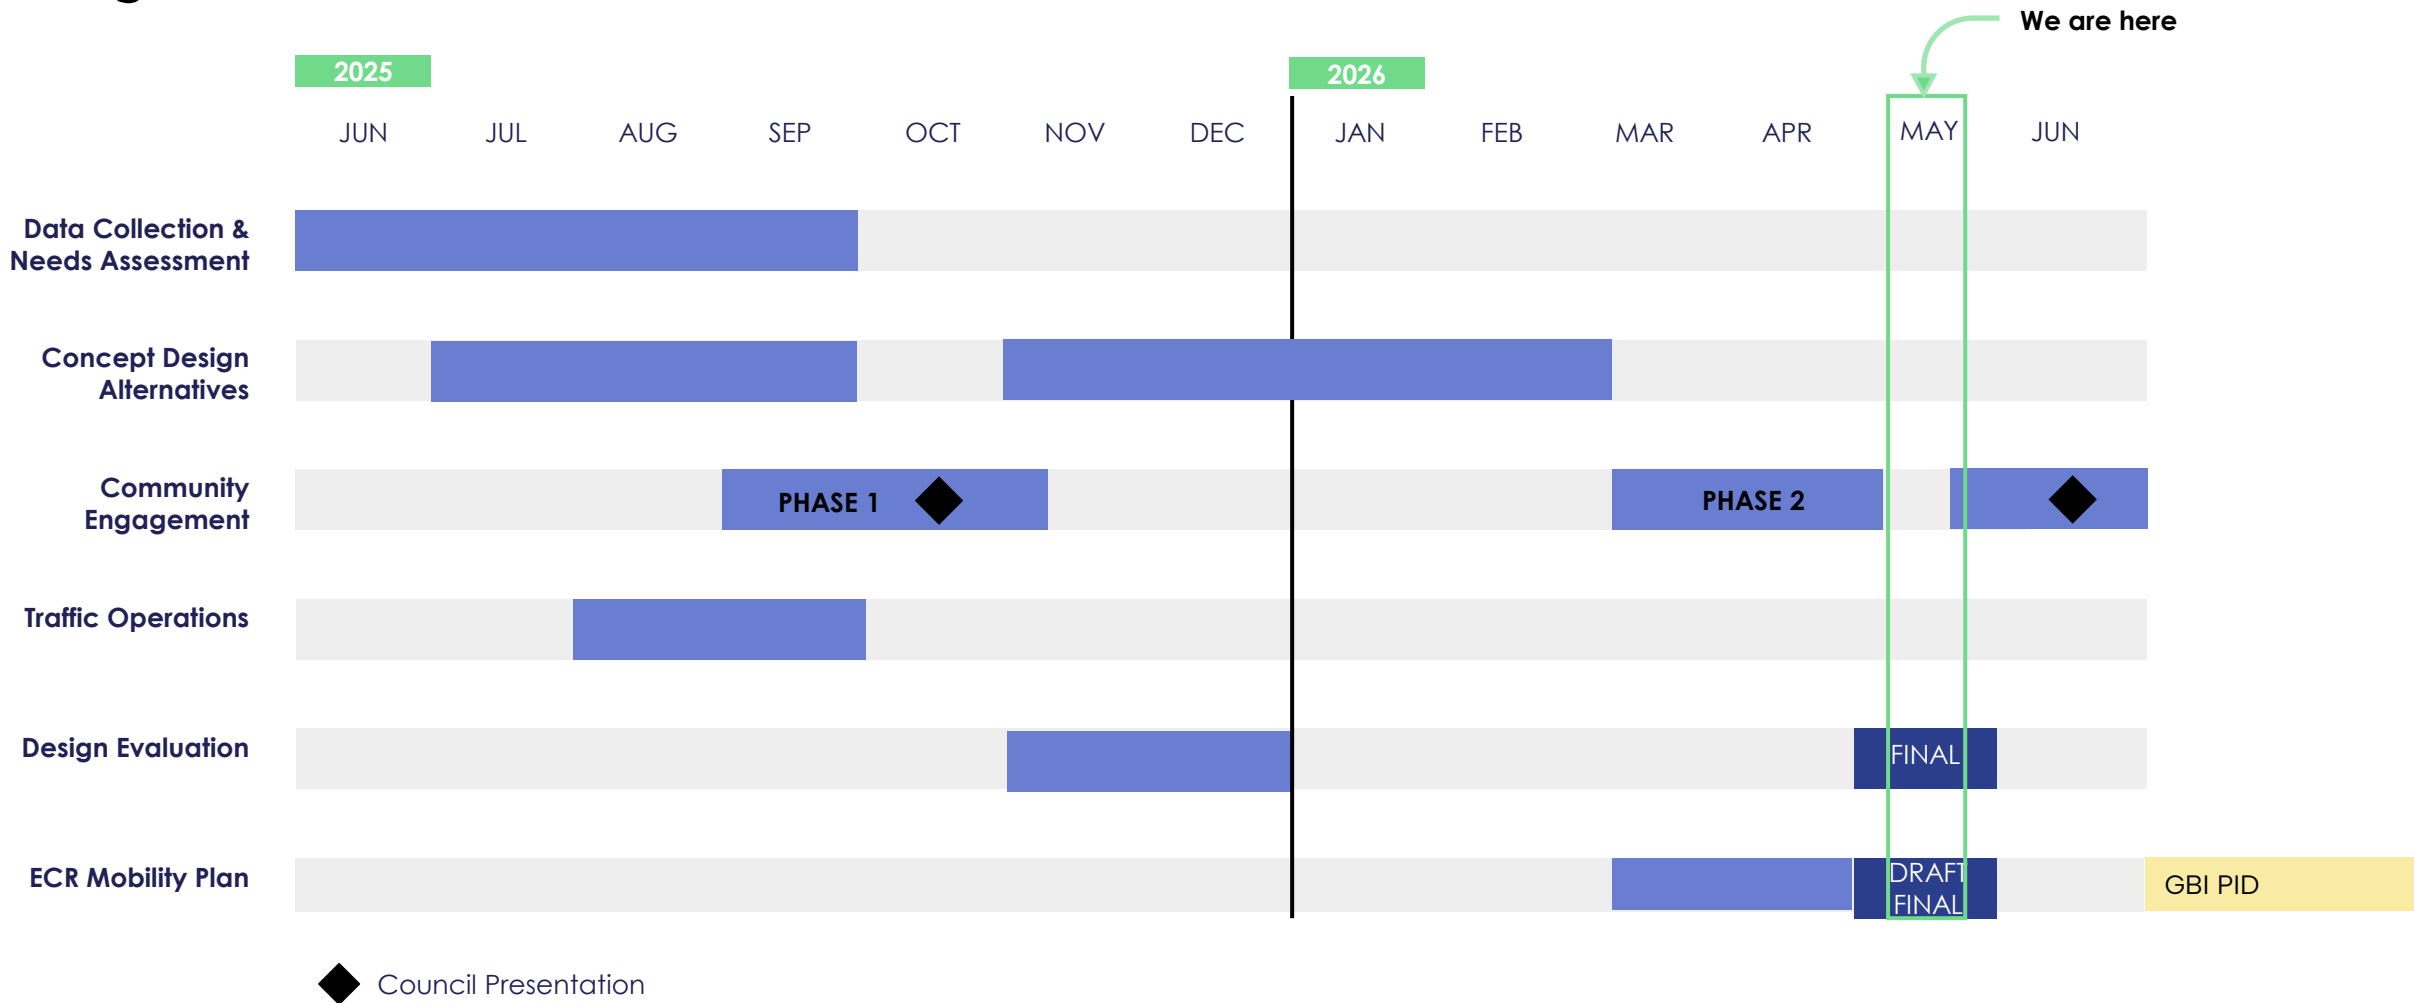 We are here
2025
2026
JUN JUL AUG SEP OCT NOV DEC JAN FEB MAR APR MAY JUN
Data Collection &
Needs Assessment
Concept Design
Alternatives
Community
Engagement
PHASE 1
PHASE 2
Traffic Operations
Design Evaluation
FINAL
ECR Mobility Plan
DRAFT
FINAL
GBI PID
Council Presentation